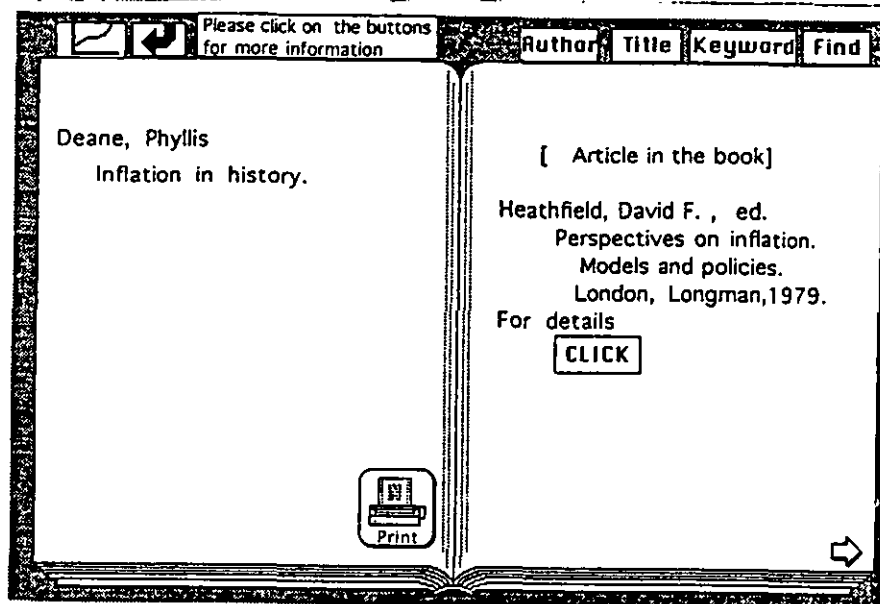 Please click on the buttons
for more information
Author Title Keyword Find
Deane, Phyllis
Inflation in history.
Print
[ Article in the book]
Heathfield, David F. , ed.
Perspectives on inflation.
Models and policies.
London, Longman,1979.
For details
CLICK